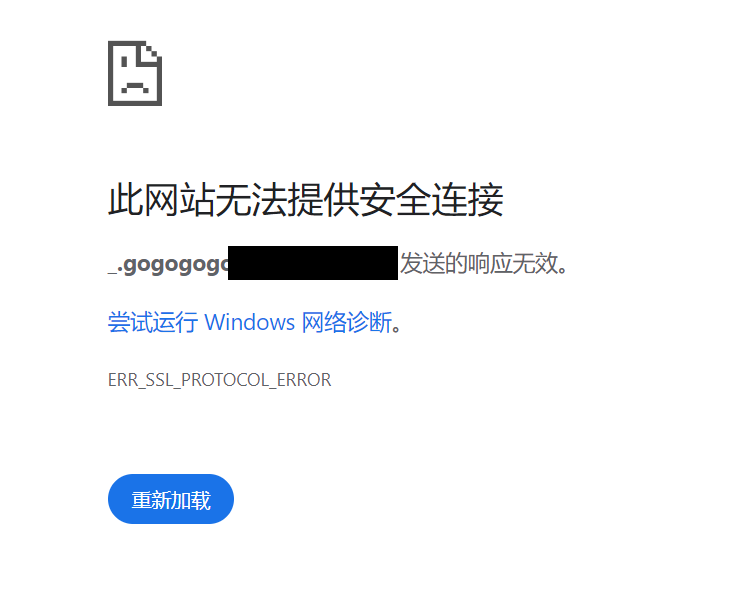 此网站无法提供安全连接
_.gogogogo 发送的响应无效。
尝试运行 Windows 网络诊断。
ERR_SSL_PROTOCOL_ERROR
重新加载